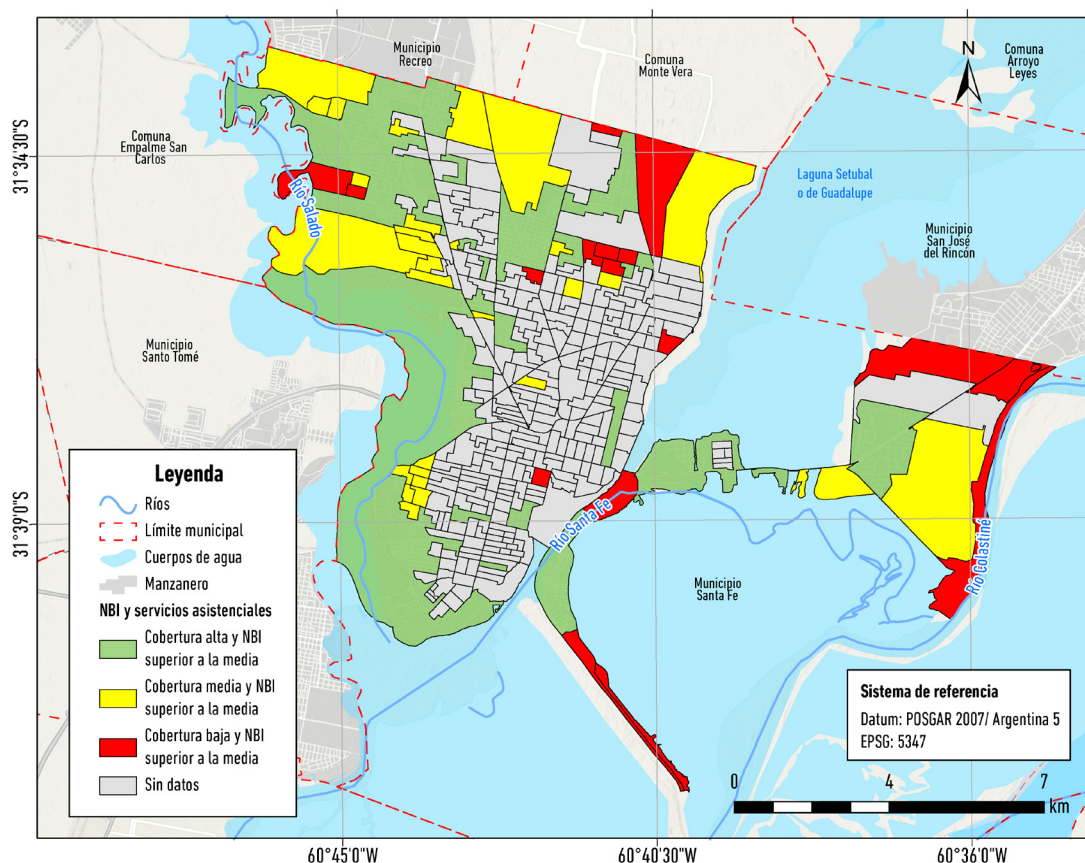 Municipio
Recreo
Comuna
Monte Vera
N
Comuna
Arroyo
Leyes
31°34'30"S
Comuna
Empalme San
Carlos
Río Salado
Laguna Setubal
o de Guadalupe
Municipio
San José
del Rincón
Municipio
Santo Tomé
31°39'0"S
Río Santa Fe
Municipio
Santa Fe
Río Colastiné
Leyenda
Ríos
Límite municipal
Cuerpos de agua
Manzanero
NBI y servicios asistenciales
Cobertura alta y NBI
superior a la media
Cobertura media y NBI
superior a la media
Cobertura baja y NBI
superior a la media
Sin datos
Sistema de referencia
Datum: POSGAR 2007/ Argentina 5
EPSG: 5347
0 4 7
km
60°45'0"W 60°40'30"W 60°36'0"W